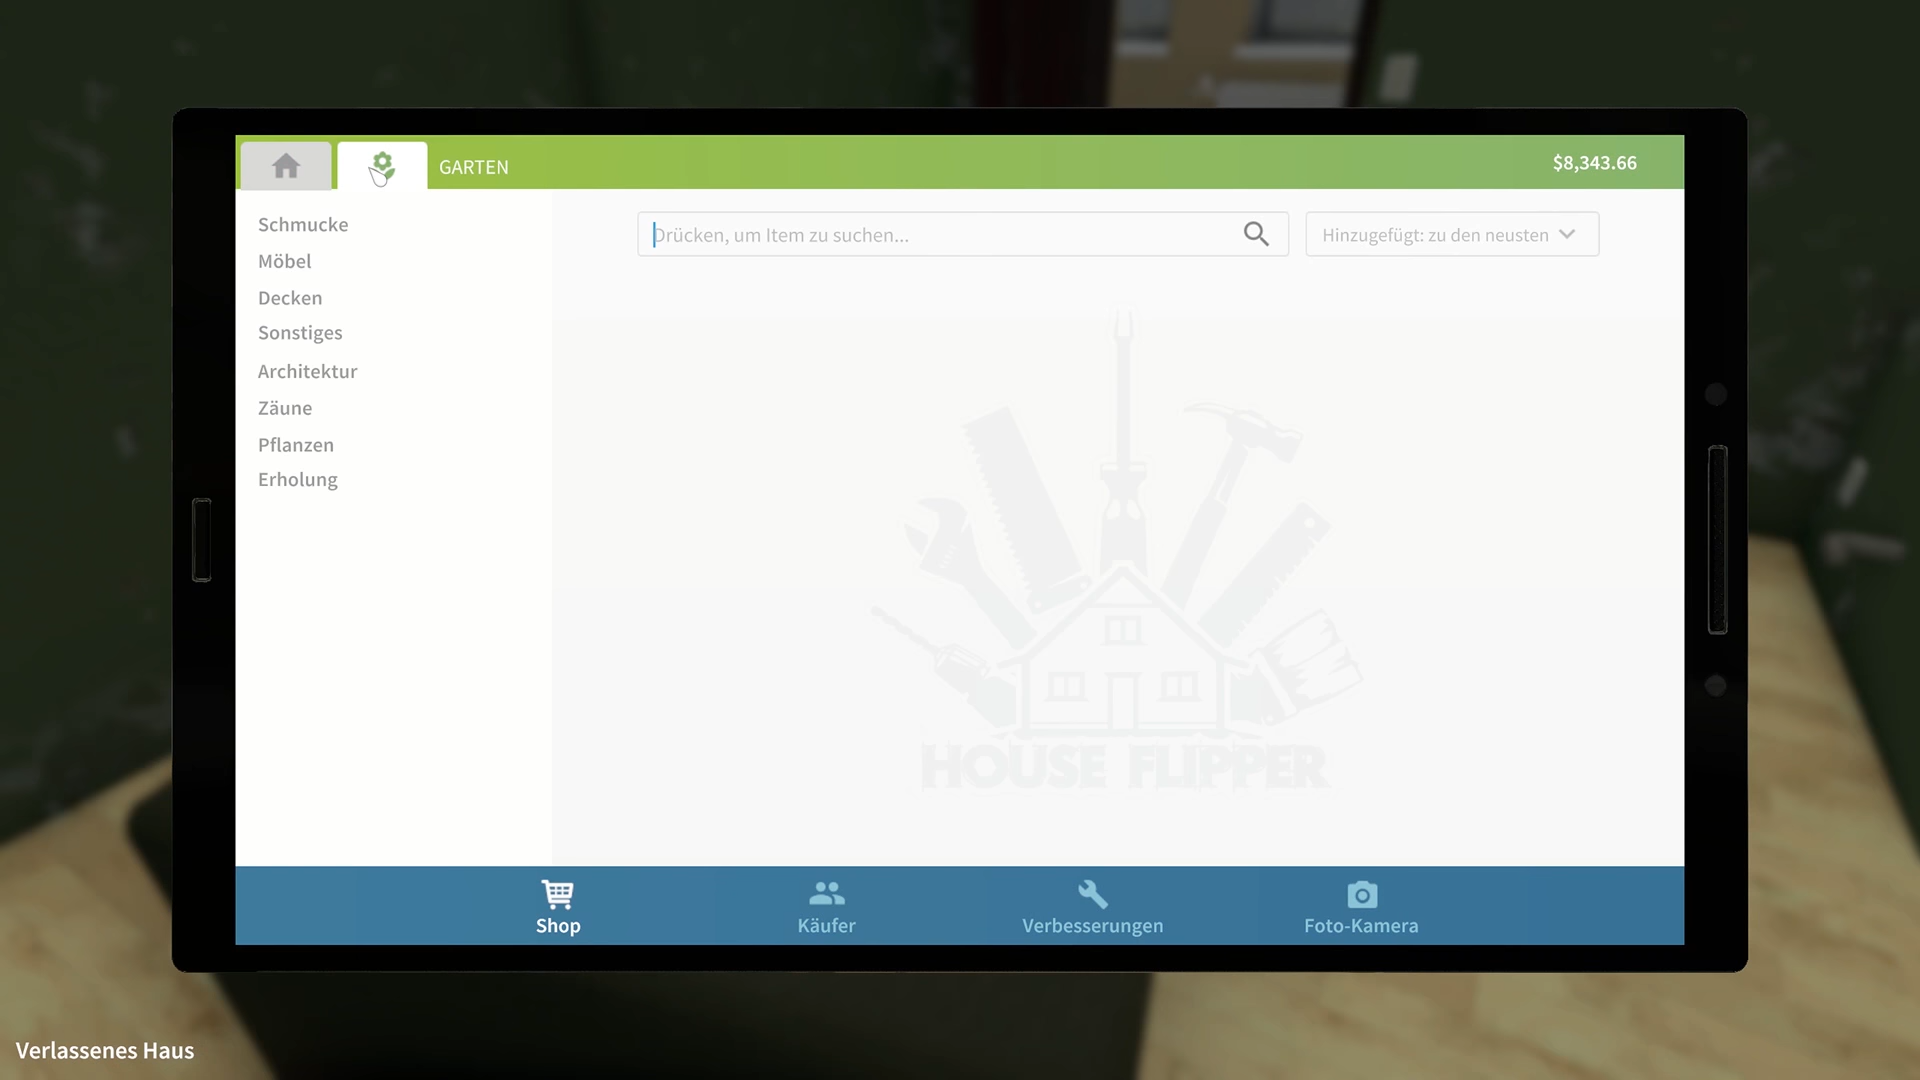 GARTEN
$8,343.66
Schmucke
Möbel
Decken
Sonstiges
Architektur
Zäune
Pflanzen
Erholung
Drücken, um Item zu suchen...
Hinzugefügt: zu den neusten
HOUSE FLIPPER
Shop
Käufer
Verbesserungen
Foto-Kamera
Verlassenes Haus